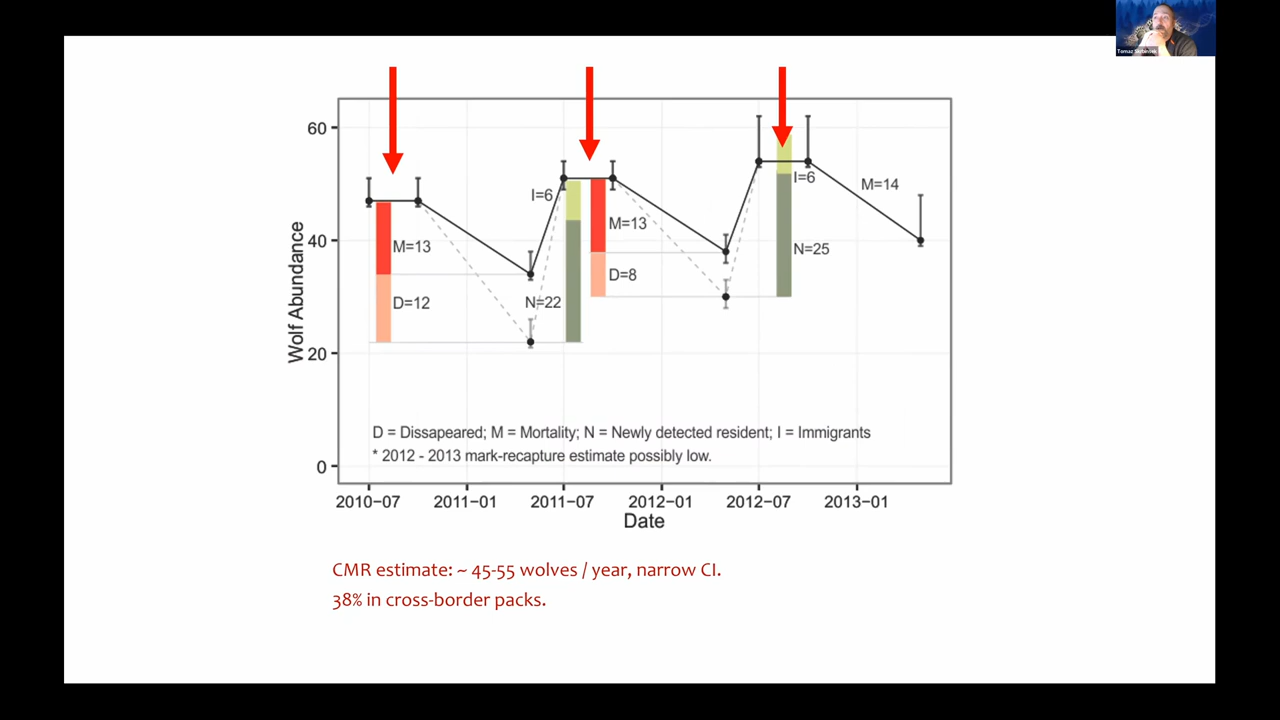 60
40
20
0
Wolf Abundance
M=13
D=12
I=6
N=22
M=13
D=8
I=6
N=25
M=14
D = Dissapeared; M = Mortality; N = Newly detected resident; I = Immigrants
* 2012 - 2013 mark-recapture estimate possibly low.
2010-07
2011-01
2011-07
2012-01
2012-07
2013-01
Date
CMR estimate: ~ 45-55 wolves / year, narrow CI.
38% in cross-border packs.